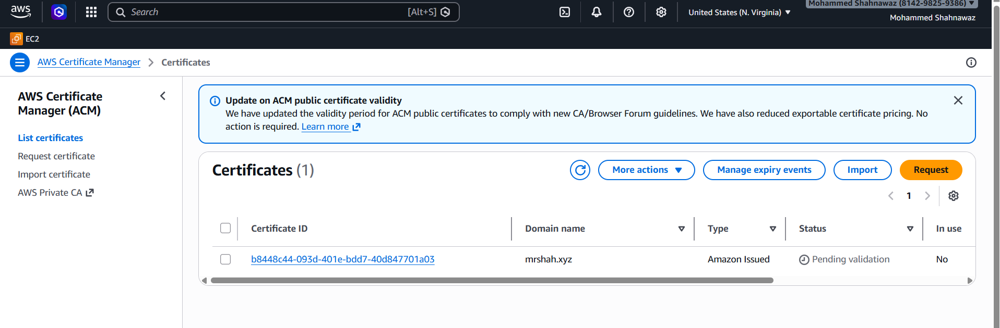 aws
Search [Alt+S]
United States (N. Virginia)
Mohammed Shahnawaz (8142-9825-9386)
Mohammed Shahnawaz
EC2
AWS Certificate Manager
Certificates
AWS Certificate
Manager (ACM)
List certificates
Request certificate
Import certificate
AWS Private CA
Update on ACM public certificate validity
We have updated the validity period for ACM public certificates to comply with new CA/Browser Forum guidelines. We have also reduced exportable certificate pricing. No
action is required. Learn more
Certificates (1)
More actions
Manage expiry events
Import
Request
1
Certificate ID Domain name Type Status In use
b8448c44-093d-401e-bdd7-40d847701a03 mrshah.xyz Amazon Issued Pending validation No